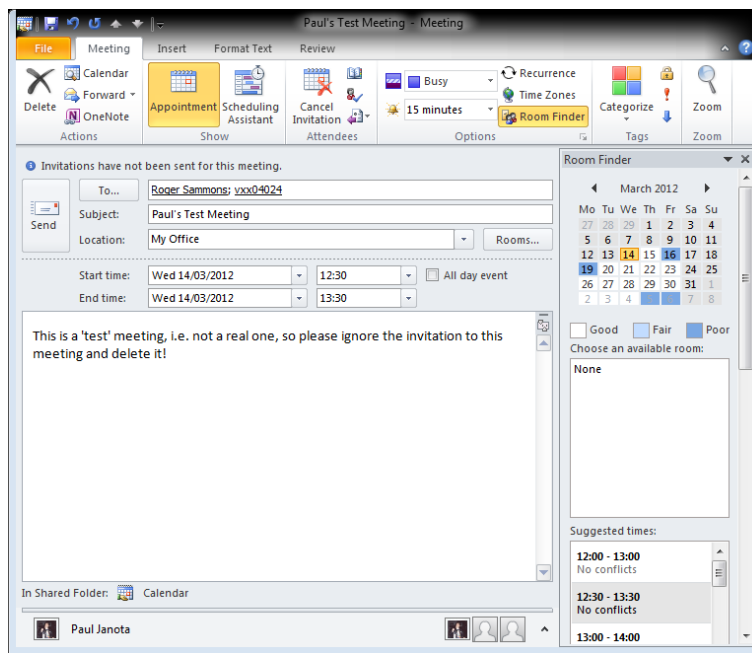 Paul's Test Meeting - Meeting
File Meeting Insert Format Text Review
Delete
Calendar
Forward
OneNote
Actions
Appointment
Scheduling
Assistant
Show
Cancel
Invitation
Attendees
Busy
15 minutes
Recurrence
Time Zones
Room Finder
Options
Categorize
Tags
Zoom
Zoom
Invitations have not been sent for this meeting.
Send
To... Roger Sammons; vxx04024
Subject: Paul's Test Meeting
Location: My Office Rooms...
Start time: Wed 14/03/2012 12:30 All day event
End time: Wed 14/03/2012 13:30
This is a 'test' meeting, i.e. not a real one, so please ignore the invitation to this
meeting and delete it!
In Shared Folder: Calendar
Paul Janota
Room Finder
March 2012
Mo Tu We Th Fr Sa Su
27 28 29 1 2 3 4
5 6 7 8 9 10 11
12 13 14 15 16 17 18
19 20 21 22 23 24 25
26 27 28 29 30 31 1
2 3 4 5 6 7 8
Good Fair Poor
Choose an available room:
None
Suggested times:
12:00 - 13:00
No conflicts
12:30 - 13:30
No conflicts
13:00 - 14:00